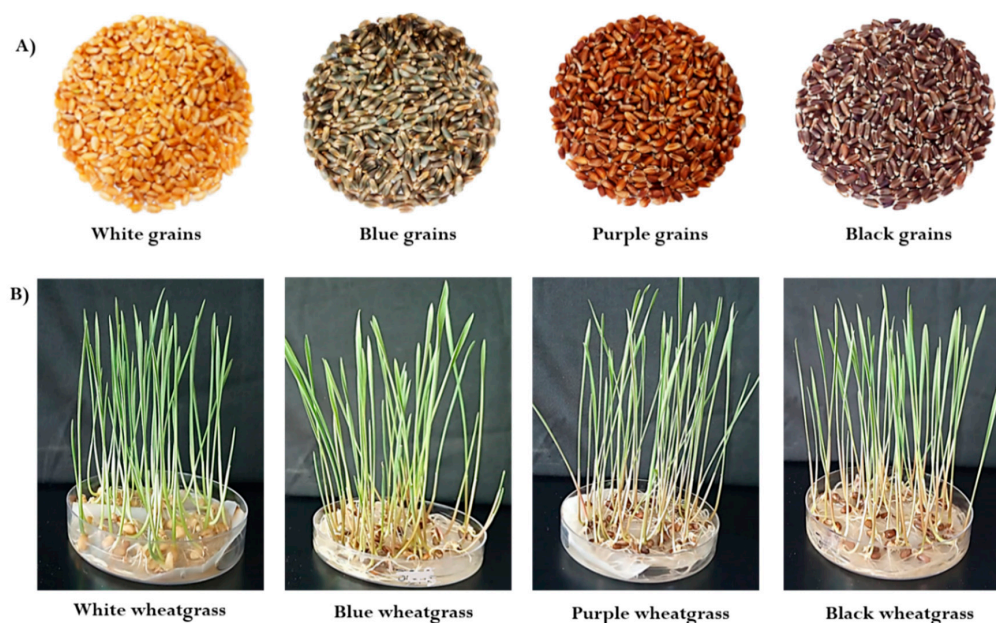 A)
White grains
Blue grains
Purple grains
Black grains
B)
White wheatgrass
Blue wheatgrass
Purple wheatgrass
Black wheatgrass